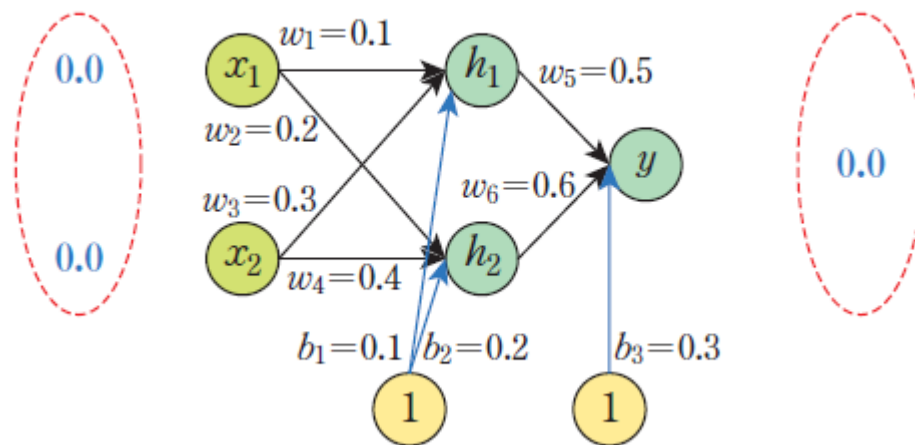 0.0
x₁
w₁=0.1
h₁
w₅=0.5
w₂=0.2
y
0.0
w₃=0.3
w₆=0.6
0.0
x₂
w₄=0.4
h₂
b₁=0.1
b₂=0.2
b₃=0.3
1
1